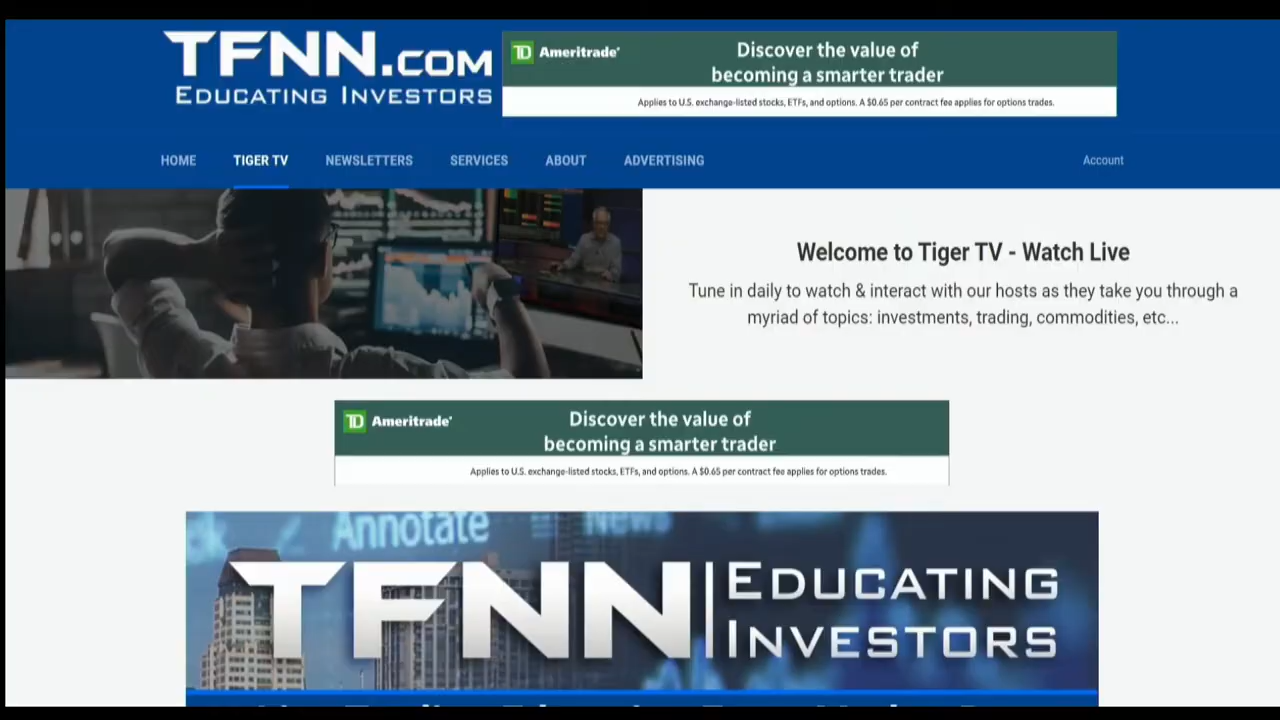 TFNN.COM
EDUCATING INVESTORS
TD Ameritrade
Discover the value of
becoming a smarter trader
Applies to U.S. exchange-listed stocks, ETFs, and options. A $0.65 per contract fee applies for options trades.
HOME TIGER TV NEWSLETTERS SERVICES ABOUT ADVERTISING Account
Welcome to Tiger TV - Watch Live
Tune in daily to watch & interact with our hosts as they take you through a
myriad of topics: investments, trading, commodities, etc...
TD Ameritrade
Discover the value of
becoming a smarter trader
Applies to U.S. exchange-listed stocks, ETFs, and options. A $0.65 per contract fee applies for options trades.
Annotate News
TFNN EDUCATING
INVESTORS